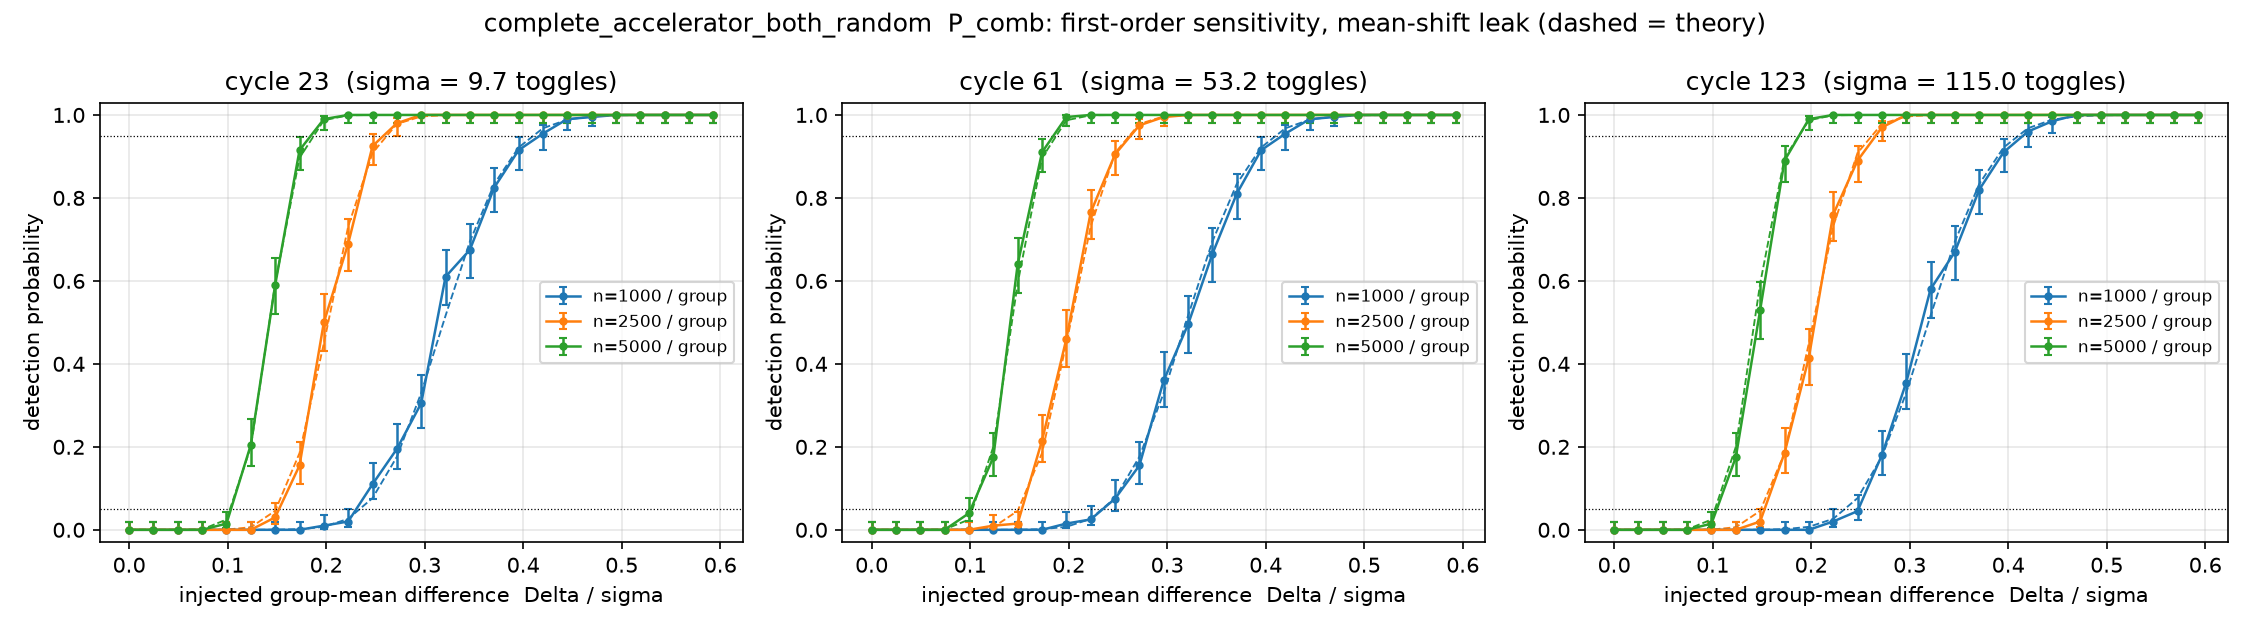 complete_accelerator_both_random  P_comb: first-order sensitivity, mean-shift leak (dashed = theory)
cycle 23  (sigma = 9.7 toggles)
detection probability
1.0
0.8
0.6
0.4
0.2
0.0
n=1000 / group
n=2500 / group
n=5000 / group
0.0 0.1 0.2 0.3 0.4 0.5 0.6
injected group-mean difference  Delta / sigma
cycle 61  (sigma = 53.2 toggles)
detection probability
1.0
0.8
0.6
0.4
0.2
0.0
n=1000 / group
n=2500 / group
n=5000 / group
0.0 0.1 0.2 0.3 0.4 0.5 0.6
injected group-mean difference  Delta / sigma
cycle 123  (sigma = 115.0 toggles)
detection probability
1.0
0.8
0.6
0.4
0.2
0.0
n=1000 / group
n=2500 / group
n=5000 / group
0.0 0.1 0.2 0.3 0.4 0.5 0.6
injected group-mean difference  Delta / sigma